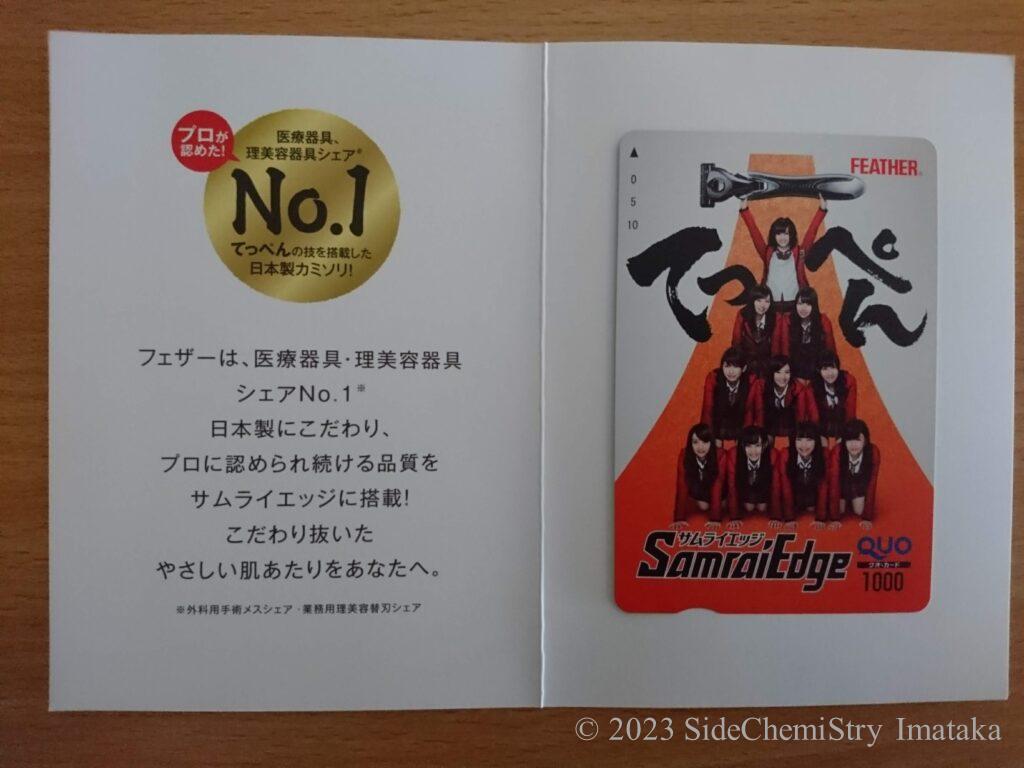 プロが
認めた!
医療器具、
理美容器具シェア※
No.1
てっぺんの技を搭載した
日本製カミソリ!
フェザーは、医療器具・理美容器具
シェアNo.1※
日本製にこだわり、
プロに認められ続ける品質を
サムライエッジに搭載!
こだわり抜いた
やさしい肌あたりをあなたへ。
※外科用手術メスシェア・業務用理美容替刃シェア
▲
0
5
10
FEATHER®
てっぺん
サムライエッジ
SamraiEdge
QUO
クオ・カード
1000
© 2023 SideChemiStry Imataka